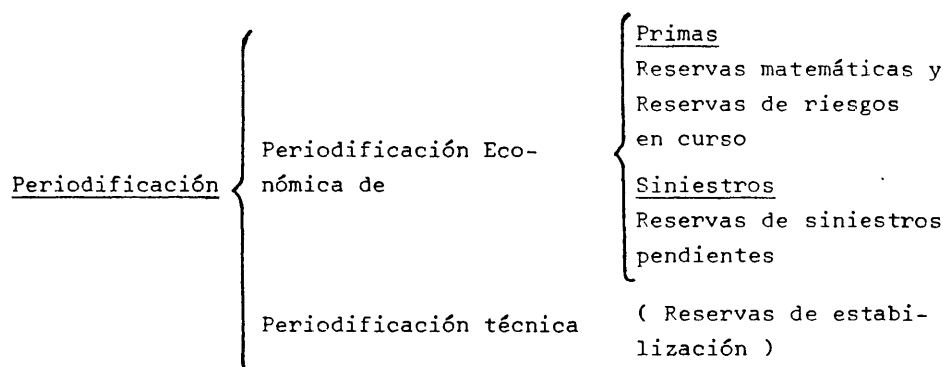 Primas
Reservas matemáticas y
Reservas de riesgos
en curso
Periodificación Eco-
nómica de
Periodificación
Siniestros
Reservas de siniestros
pendientes
Periodificación técnica
( Reservas de estabi-
lización )